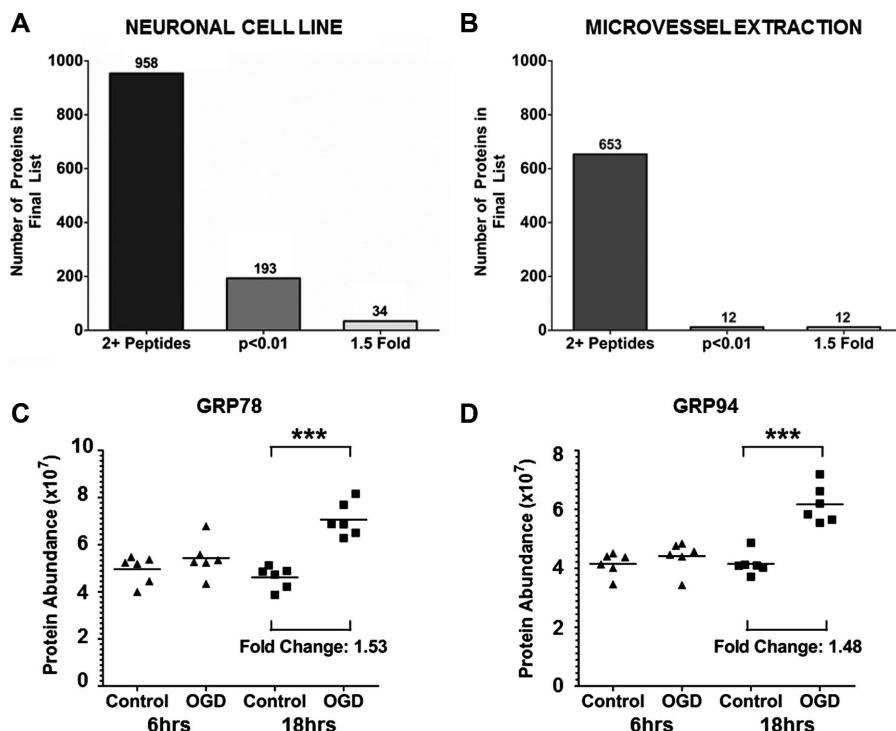 A
NEURONAL CELL LINE
Number of Proteins in
Final List
1000
800
600
400
200
0
958
193
34
2+ Peptides
p<0.01
1.5 Fold
B
MICROVESSEL EXTRACTION
Number of Proteins in
Final List
1000
800
600
400
200
0
653
12
12
2+ Peptides
p<0.01
1.5 Fold
C
GRP78
Protein Abundance (x10⁷)
10
8
6
4
2
0
***
Fold Change: 1.53
Control OGD Control OGD
6hrs 18hrs
D
GRP94
Protein Abundance (x10⁷)
8
6
4
2
0
***
Fold Change: 1.48
Control OGD Control OGD
6hrs 18hrs